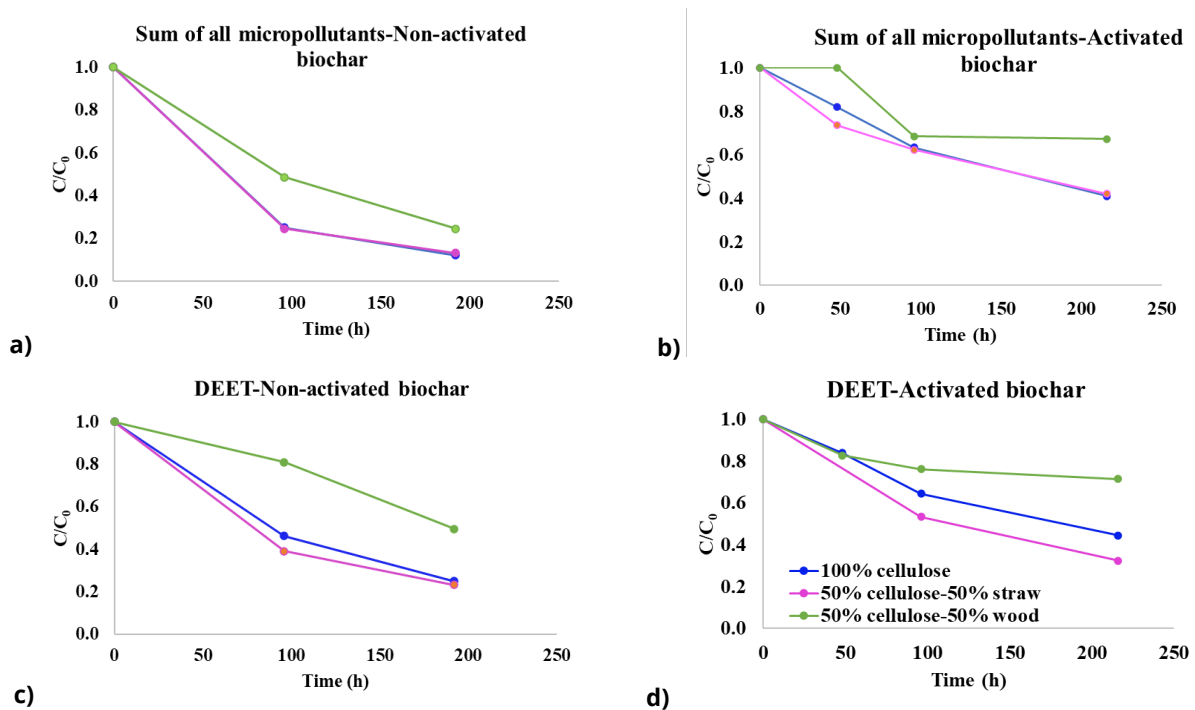 Sum of all micropollutants-Non-activated
biochar
1.0
0.8
0.6
0.4
0.2
0.0
C/C₀
0 50 100 150 200 250
Time (h)
a)
Sum of all micropollutants-Activated
biochar
1.0
0.8
0.6
0.4
0.2
0.0
C/C₀
0 50 100 150 200 250
Time (h)
b)
DEET-Non-activated biochar
1.0
0.8
0.6
0.4
0.2
0.0
C/C₀
0 50 100 150 200 250
Time (h)
c)
DEET-Activated biochar
1.0
0.8
0.6
0.4
0.2
0.0
C/C₀
100% cellulose
50% cellulose-50% straw
50% cellulose-50% wood
0 50 100 150 200 250
Time (h)
d)